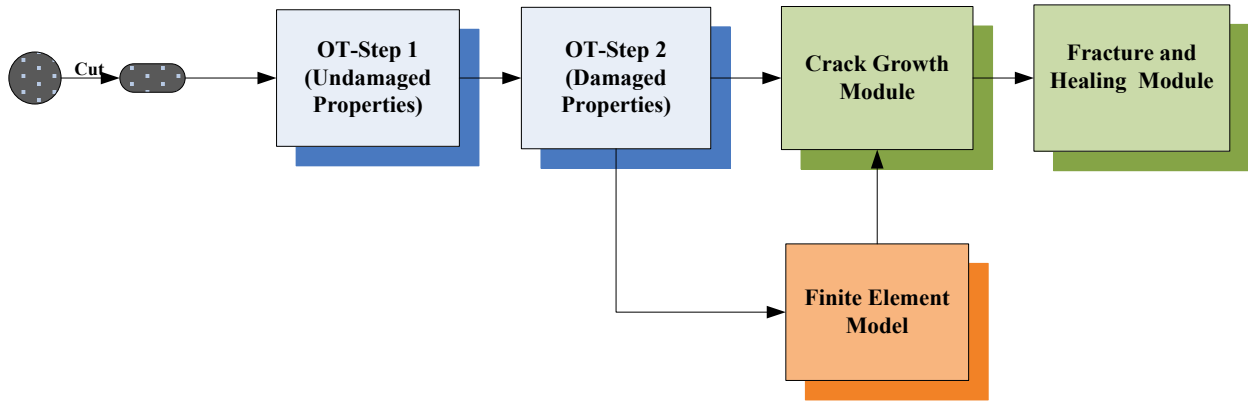 Cut
OT-Step 1
(Undamaged
Properties)
OT-Step 2
(Damaged
Properties)
Crack Growth
Module
Fracture and
Healing Module
Finite Element
Model